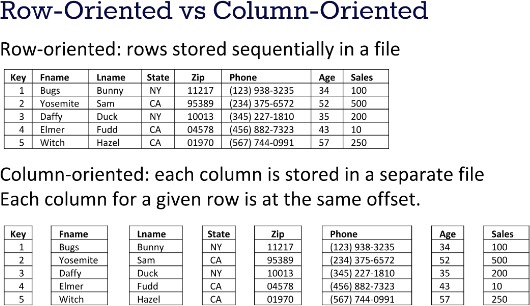 Row-Oriented vs Column-Oriented
Row-oriented: rows stored sequentially in a file
Key Fname Lname State Zip Phone Age Sales
1 Bugs Bunny NY 11217 (123) 938-3235 34 100
2 Yosemite Sam CA 95389 (234) 375-6572 52 500
3 Daffy Duck NY 10013 (345) 227-1810 35 200
4 Elmer Fudd CA 04578 (456) 882-7323 43 10
5 Witch Hazel CA 01970 (567) 744-0991 57 250
Column-oriented: each column is stored in a separate file
Each column for a given row is at the same offset.
Key Fname Lname State Zip Phone Age Sales
1 Bugs Bunny NY 11217 (123) 938-3235 34 100
2 Yosemite Sam CA 95389 (234) 375-6572 52 500
3 Daffy Duck NY 10013 (345) 227-1810 35 200
4 Elmer Fudd CA 04578 (456) 882-7323 43 10
5 Witch Hazel CA 01970 (567) 744-0991 57 250